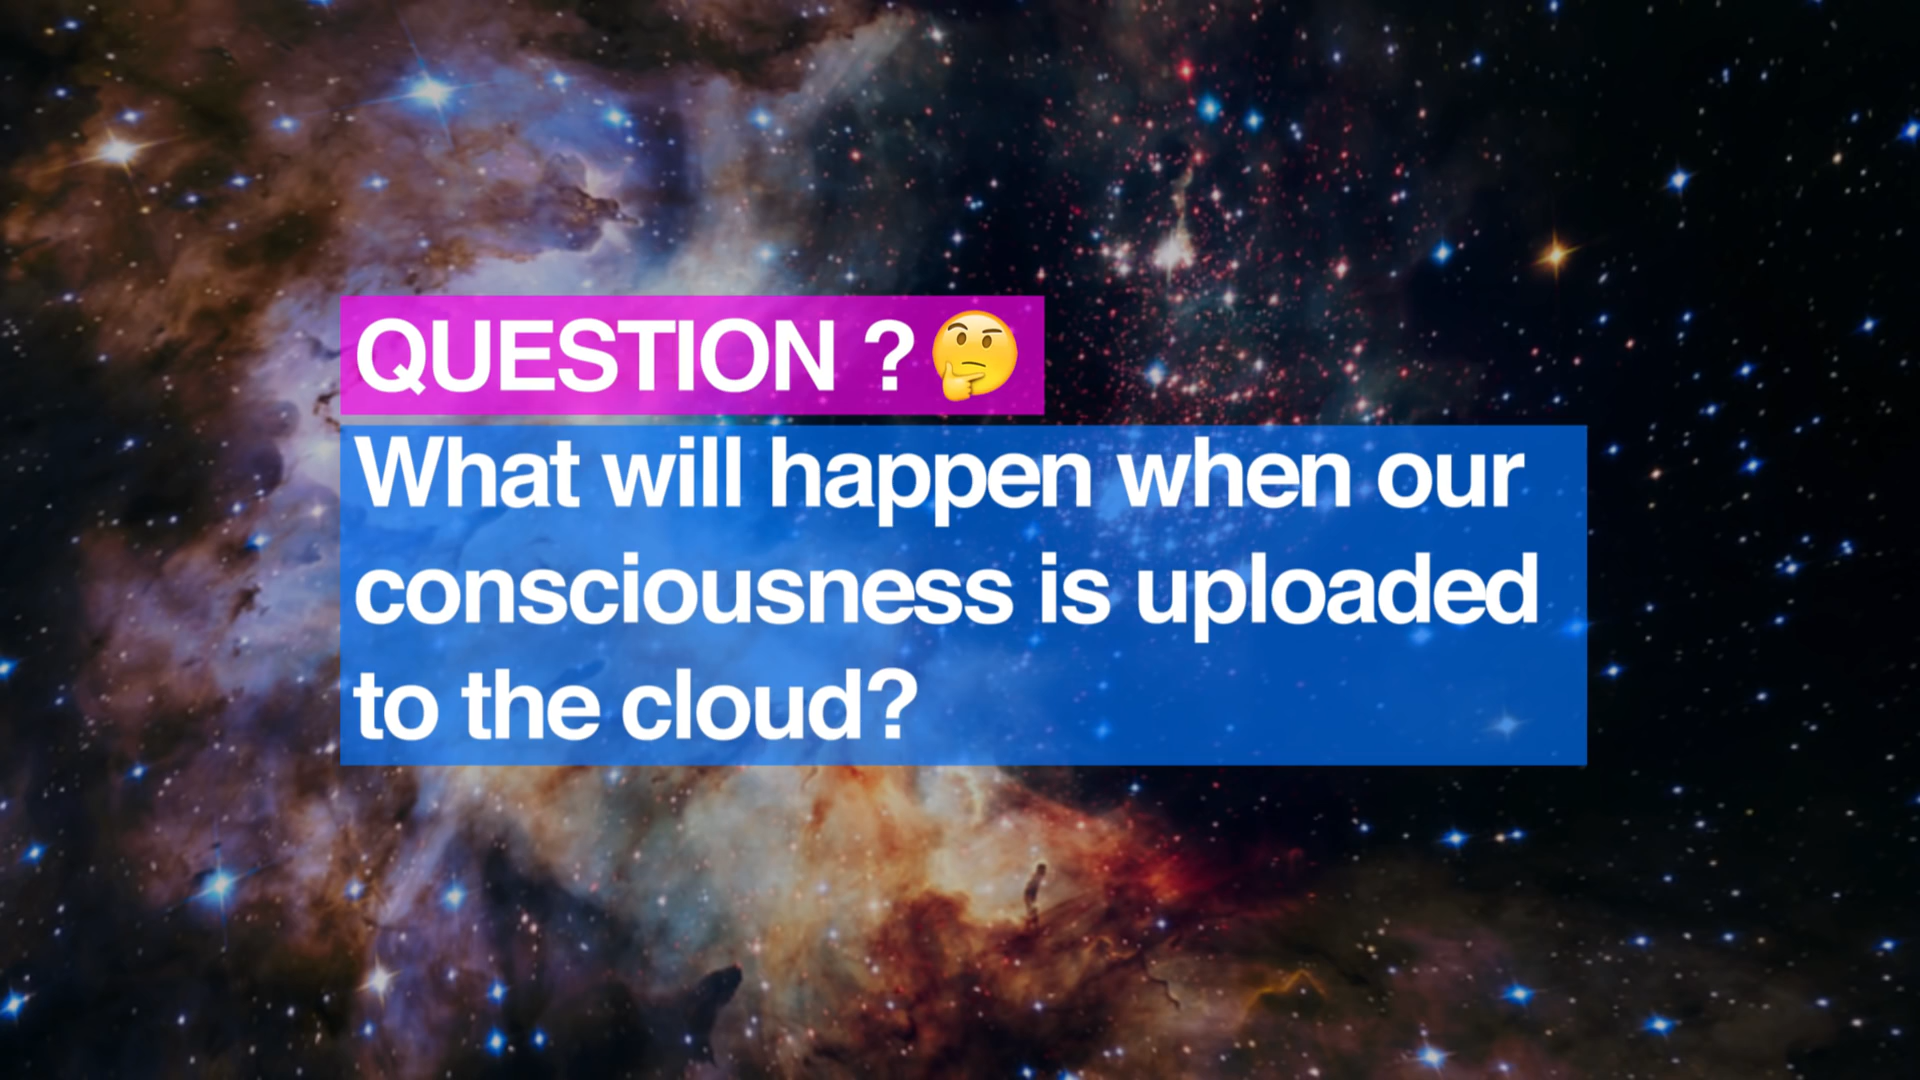 QUESTION ?🤔
What will happen when our
consciousness is uploaded
to the cloud?